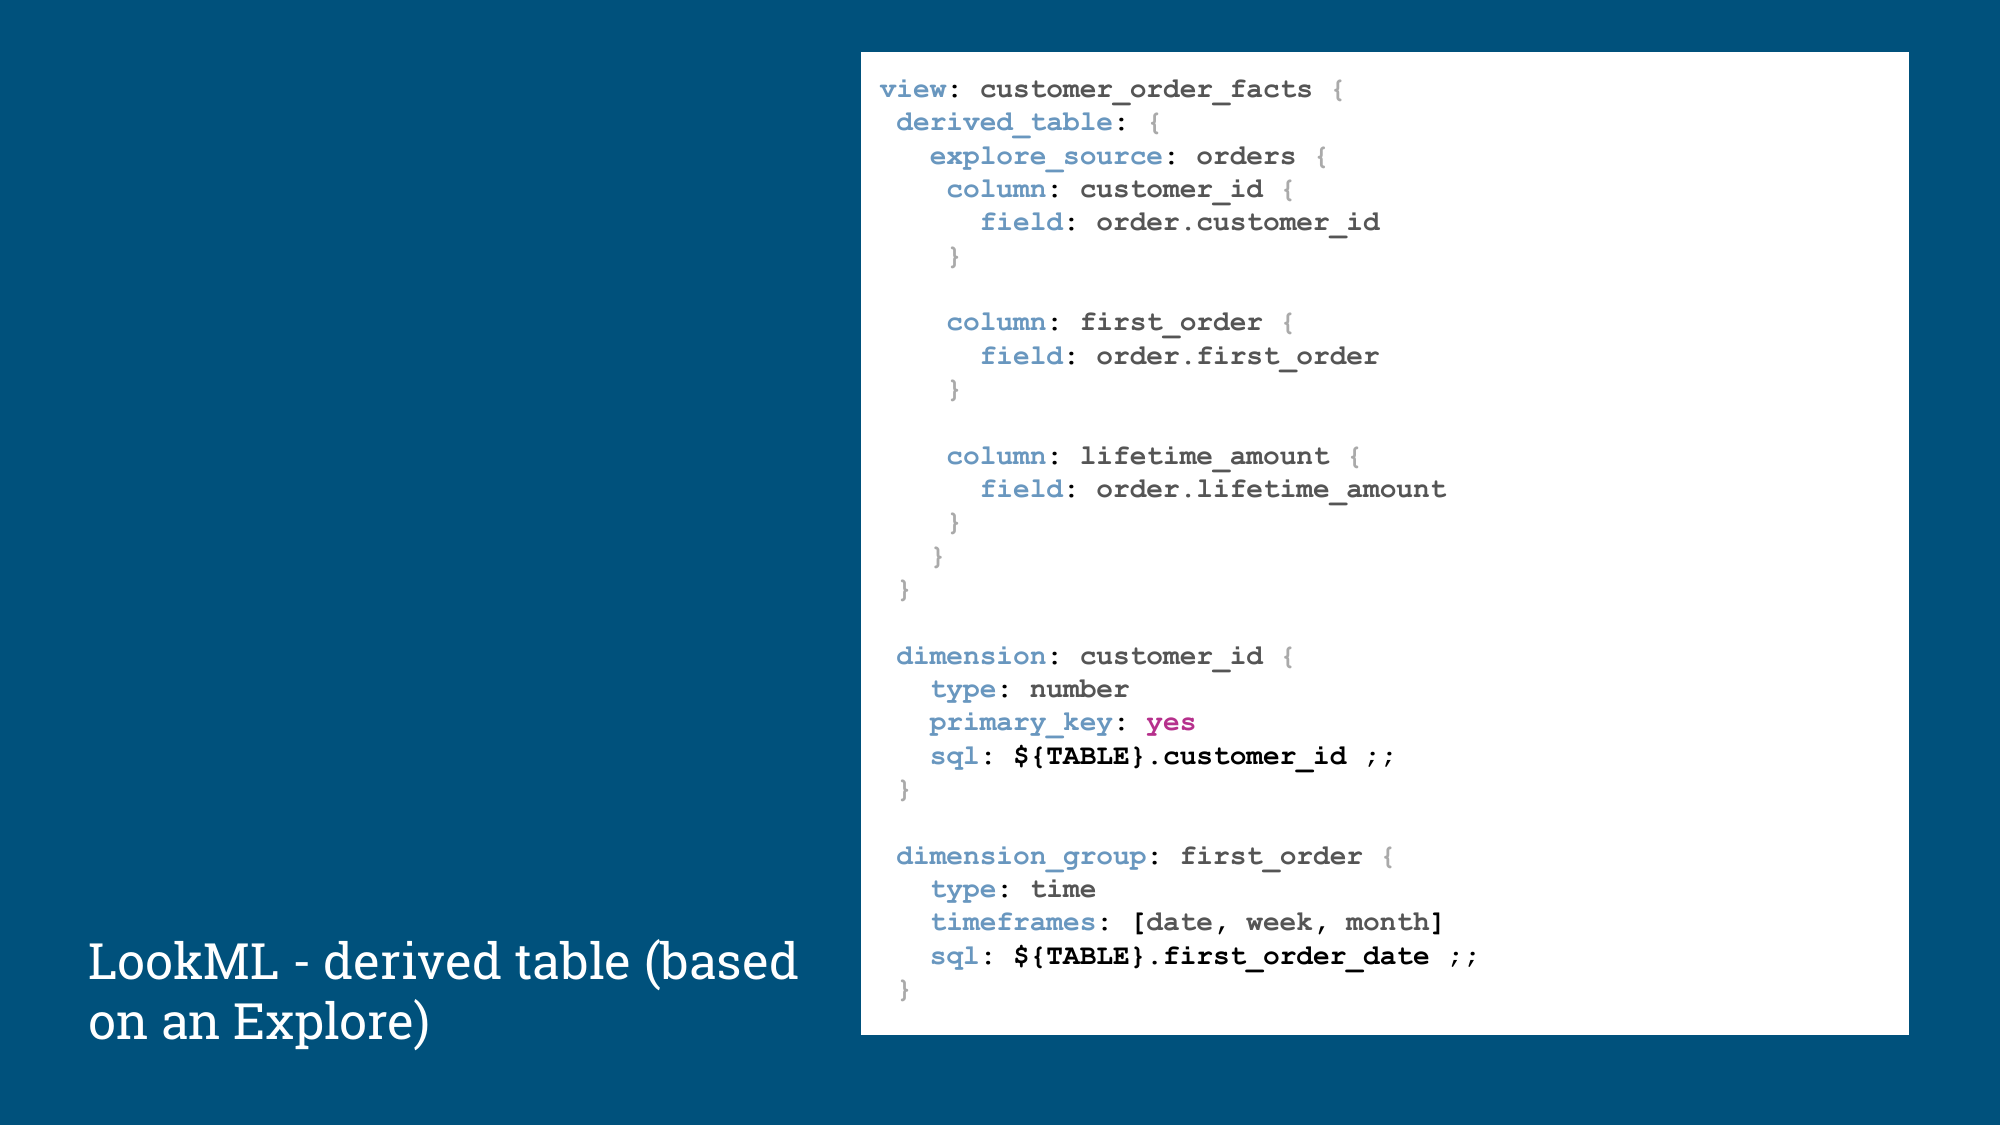 view: customer_order_facts {
 derived_table: {
   explore_source: orders {
    column: customer_id {
      field: order.customer_id
    }

    column: first_order {
      field: order.first_order
    }

    column: lifetime_amount {
      field: order.lifetime_amount
    }
   }
 }

 dimension: customer_id {
   type: number
   primary_key: yes
   sql: ${TABLE}.customer_id ;;
 }

 dimension_group: first_order {
   type: time
   timeframes: [date, week, month]
   sql: ${TABLE}.first_order_date ;;
 }
LookML - derived table (based
on an Explore)